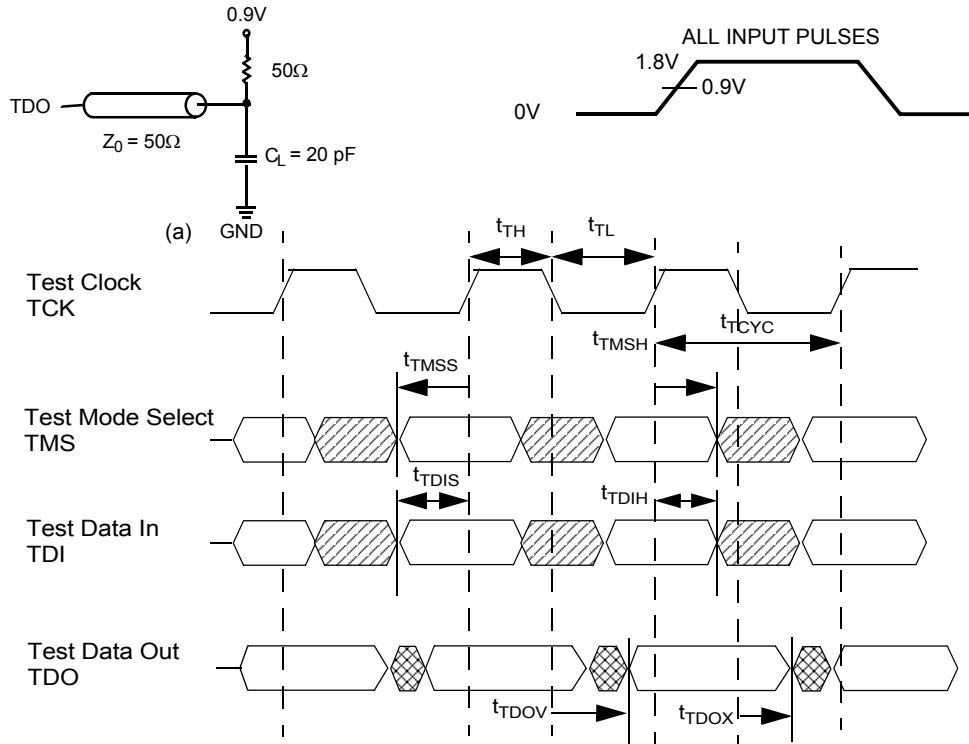 0.9V
50Ω
TDO
Z0 = 50Ω
CL = 20 pF
GND
(a)
ALL INPUT PULSES
1.8V
0.9V
0V
tTH
tTL
Test Clock
TCK
tTCYC
tTMSH
tTMSS
Test Mode Select
TMS
tTDIS
tTDIH
Test Data In
TDI
Test Data Out
TDO
tTDOV
tTDOX